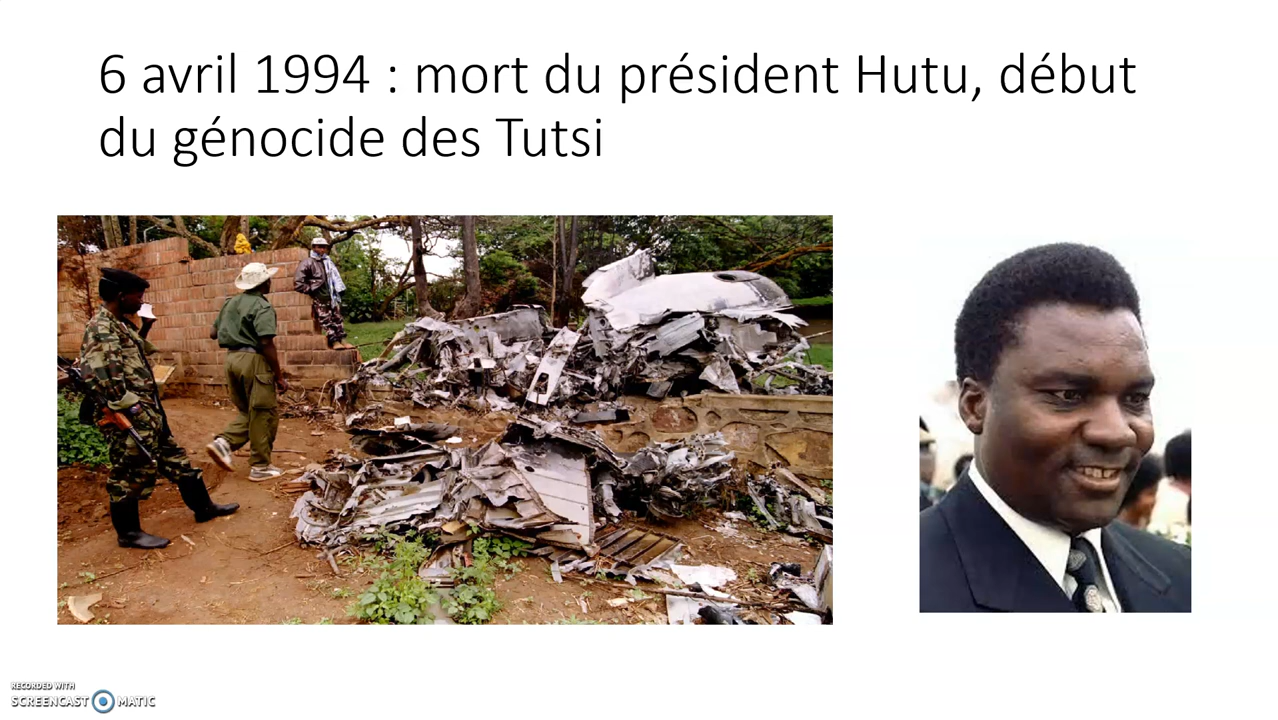 6 avril 1994 : mort du président Hutu, début
du génocide des Tutsi
RECORDED WITH
SCREENCAST MATIC